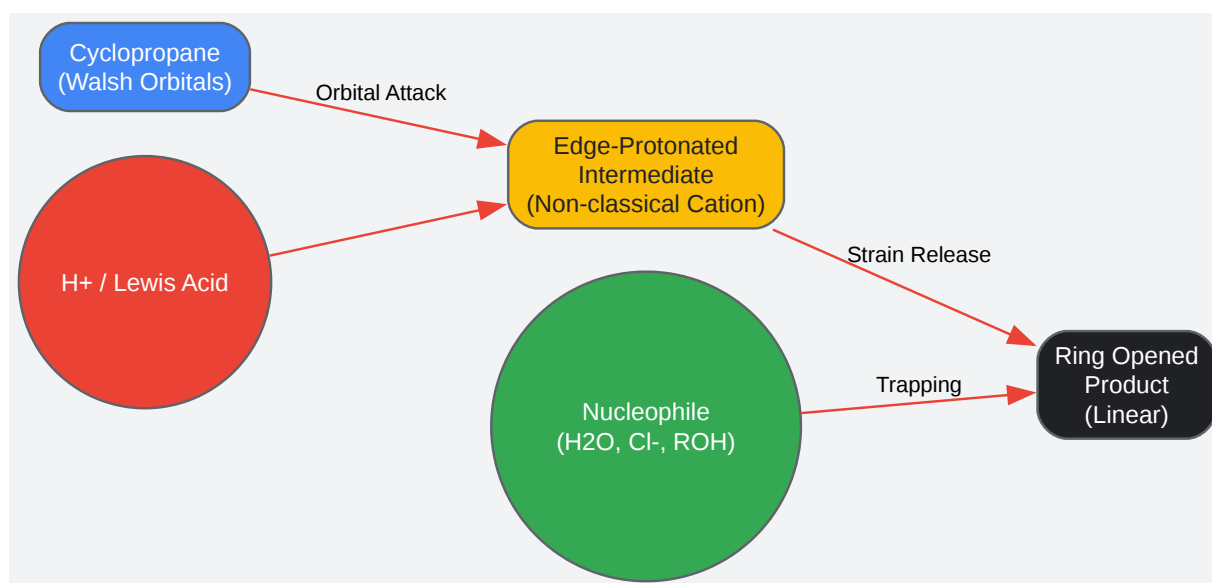 Cyclopropane
(Walsh Orbitals)
Orbital Attack
Edge-Protonated
Intermediate
(Non-classical Cation)
H+ / Lewis Acid
Strain Release
Nucleophile
(H2O, Cl-, ROH)
Trapping
Ring Opened
Product
(Linear)